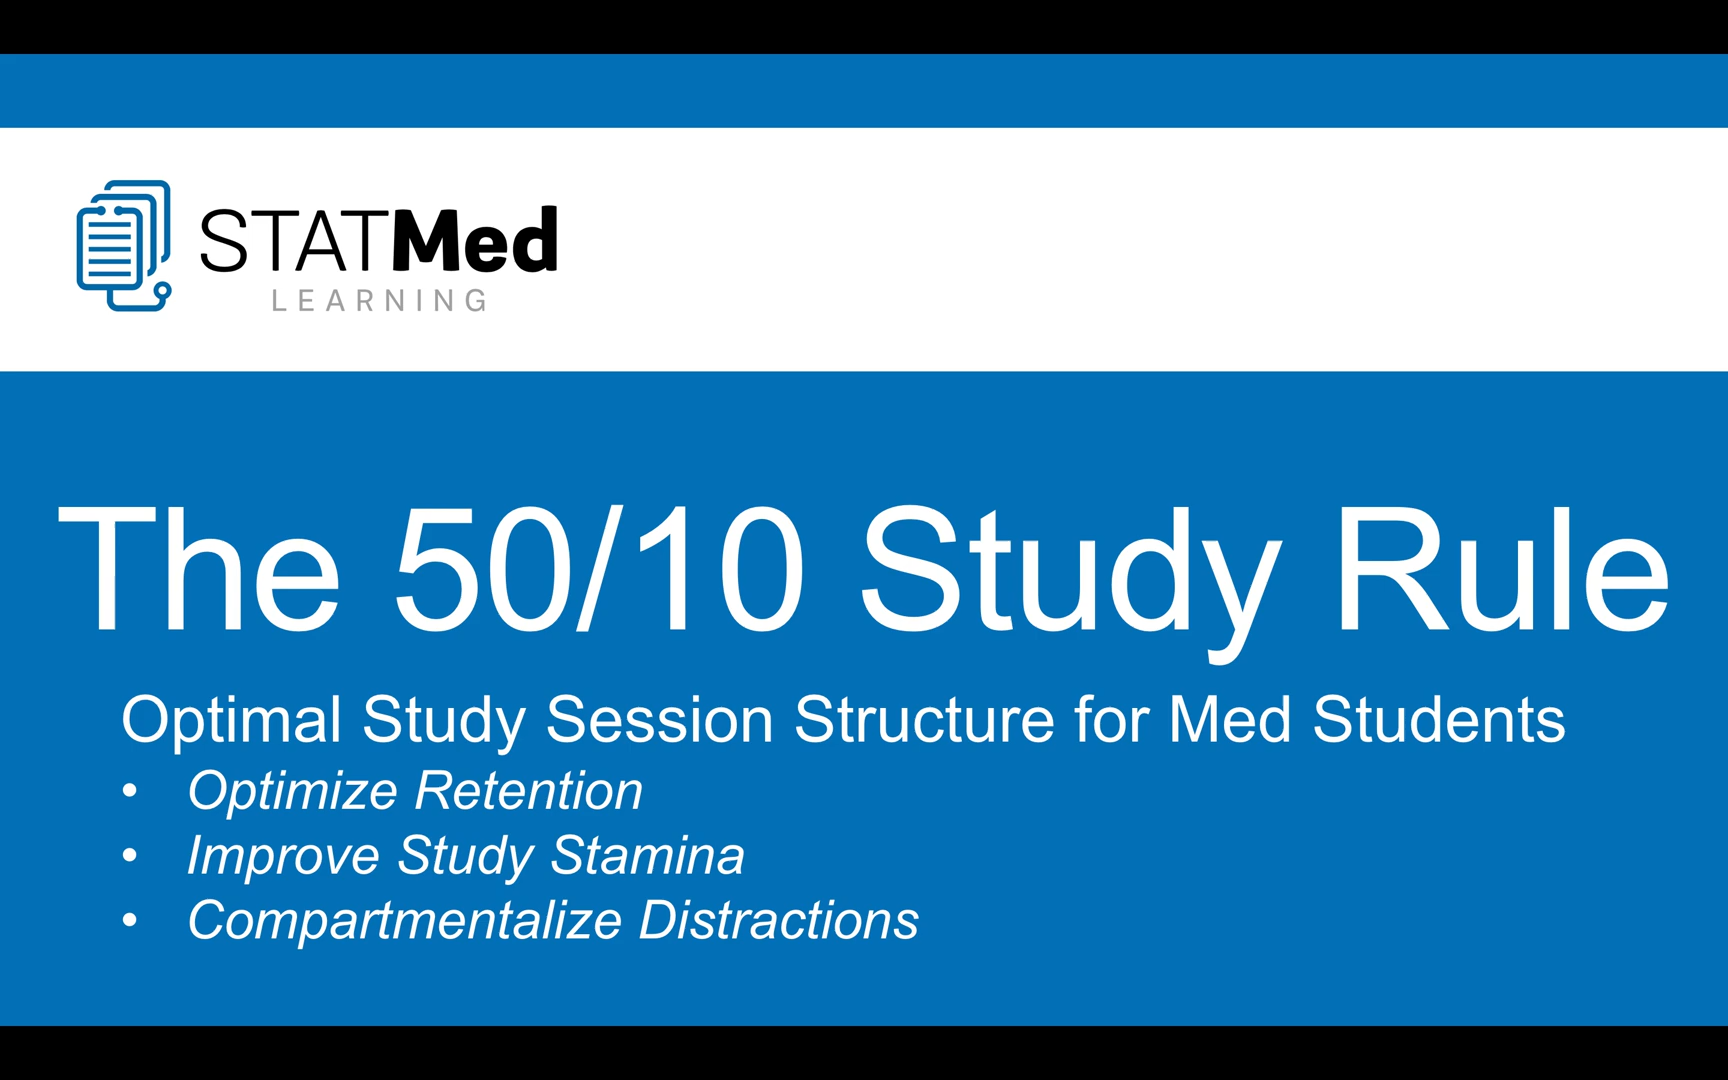 STATMed
LEARNING
The 50/10 Study Rule
Optimal Study Session Structure for Med Students
• Optimize Retention
• Improve Study Stamina
• Compartmentalize Distractions